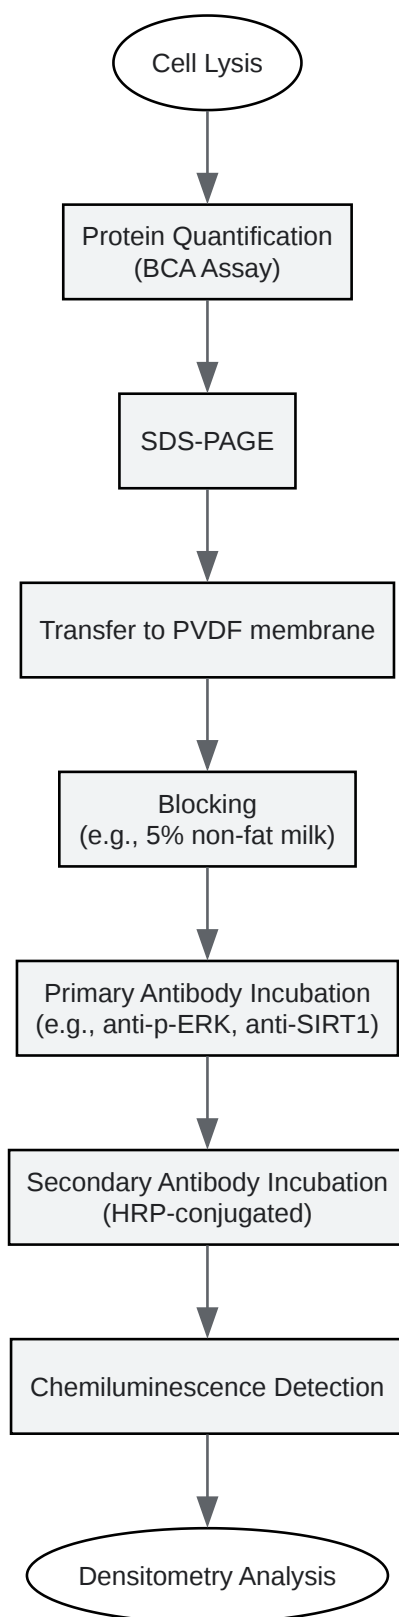 Cell Lysis
Protein Quantification
(BCA Assay)
SDS-PAGE
Transfer to PVDF membrane
Blocking
(e.g., 5% non-fat milk)
Primary Antibody Incubation
(e.g., anti-p-ERK, anti-SIRT1)
Secondary Antibody Incubation
(HRP-conjugated)
Chemiluminescence Detection
Densitometry Analysis